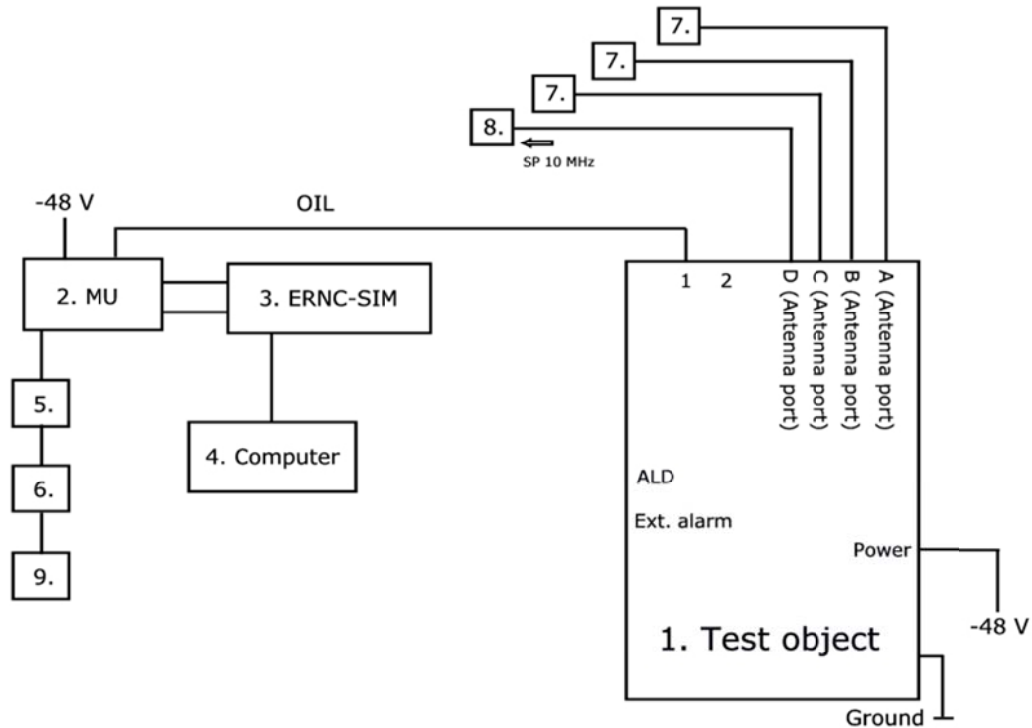 7.
7.
7.
8.
SP 10 MHz
-48 V
OIL
2. MU
3. ERNC-SIM
1
2
D (Antenna port)
C (Antenna port)
B (Antenna port)
A (Antenna port)
5.
4. Computer
6.
ALD
Ext. alarm
Power
9.
-48 V
1. Test object
Ground